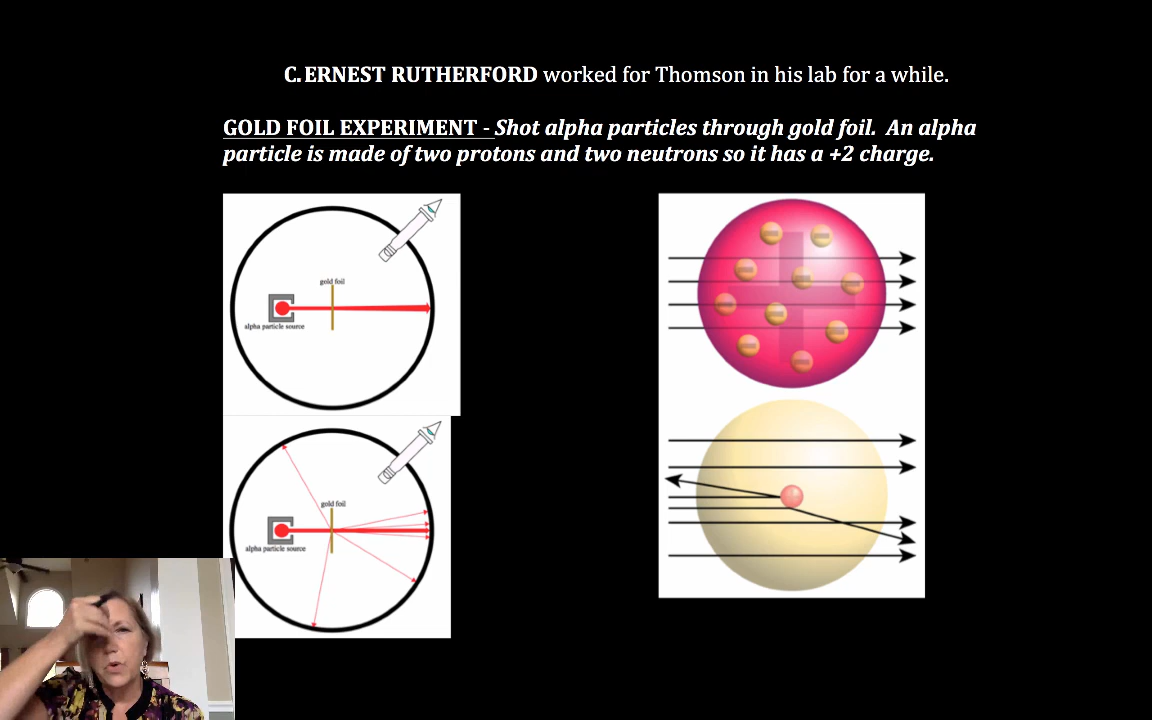 C. ERNEST RUTHERFORD worked for Thomson in his lab for a while.
GOLD FOIL EXPERIMENT - Shot alpha particles through gold foil. An alpha
particle is made of two protons and two neutrons so it has a +2 charge.
gold foil
alpha particle source
gold foil
alpha particle source